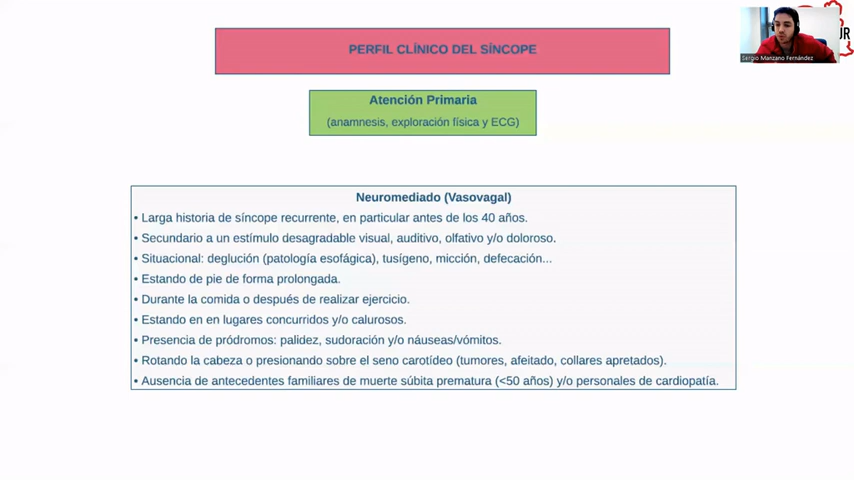 PERFIL CLÍNICO DEL SÍNCOPE
Atención Primaria
(anamnesis, exploración física y ECG)
Sergio Manzano Fernández
Neuromediado (Vasovagal)
• Larga historia de síncope recurrente, en particular antes de los 40 años.
• Secundario a un estímulo desagradable visual, auditivo, olfativo y/o doloroso.
• Situacional: deglución (patología esofágica), tusígeno, micción, defecación...
• Estando de pie de forma prolongada.
• Durante la comida o después de realizar ejercicio.
• Estando en en lugares concurridos y/o calurosos.
• Presencia de pródromos: palidez, sudoración y/o náuseas/vómitos.
• Rotando la cabeza o presionando sobre el seno carotídeo (tumores, afeitado, collares apretados).
• Ausencia de antecedentes familiares de muerte súbita prematura (<50 años) y/o personales de cardiopatía.